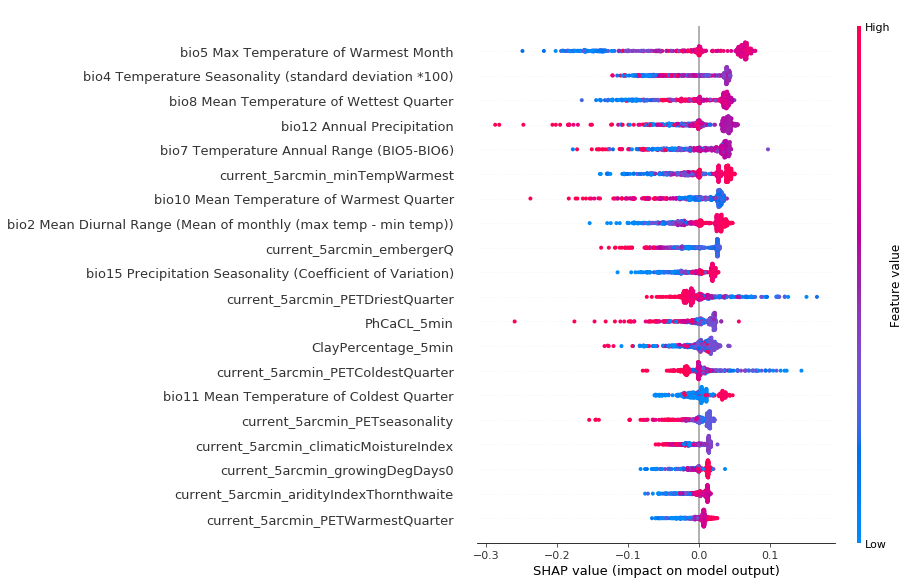 High
bio5 Max Temperature of Warmest Month
bio4 Temperature Seasonality (standard deviation *100)
bio8 Mean Temperature of Wettest Quarter
bio12 Annual Precipitation
bio7 Temperature Annual Range (BIO5-BIO6)
current_5arcmin_minTempWarmest
bio10 Mean Temperature of Warmest Quarter
bio2 Mean Diurnal Range (Mean of monthly (max temp - min temp))
current_5arcmin_embergerQ
bio15 Precipitation Seasonality (Coefficient of Variation)
current_5arcmin_PETDriestQuarter
PhCaCL_5min
ClayPercentage_5min
current_5arcmin_PETColdestQuarter
bio11 Mean Temperature of Coldest Quarter
current_5arcmin_PETseasonality
current_5arcmin_climaticMoistureIndex
current_5arcmin_growingDegDays0
current_5arcmin_aridityIndexThornthwaite
current_5arcmin_PETWarmestQuarter
Feature value
Low
−0.3 −0.2 −0.1 0.0 0.1
SHAP value (impact on model output)